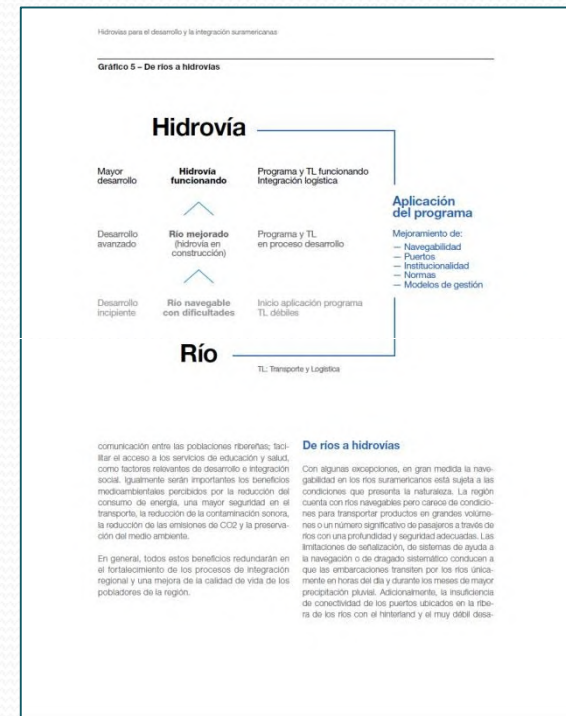 Hidrovías para el desarrollo y la integración suramericanas
Gráfico 5 – De ríos a hidrovías
Hidrovía
Mayor
desarrollo
Hidrovía
funcionando
Programa y TL funcionando
Integración logística
Aplicación
del programa
Mejoramiento de:
— Navegabilidad
— Puertos
— Institucionalidad
— Normas
— Modelos de gestión
Desarrollo
avanzado
Río mejorado
(hidrovía en
construcción)
Programa y TL
en proceso desarrollo
Desarrollo
incipiente
Río navegable
con dificultades
Inicio aplicación programa
TL débiles
Río
TL: Transporte y Logística
comunicación entre las poblaciones ribereñas; faci-
litar el acceso a los servicios de educación y salud,
como factores relevantes de desarrollo e integración
social. Igualmente serán importantes los beneficios
medioambientales percibidos por la reducción del
consumo de energía, una mayor seguridad en el
transporte, la reducción de la contaminación sonora,
la reducción de las emisiones de CO2 y la preserva-
ción del medio ambiente.
En general, todos estos beneficios redundarán en
el fortalecimiento de los procesos de integración
regional y una mejora de la calidad de vida de los
pobladores de la región.
De ríos a hidrovías
Con algunas excepciones, en gran medida la nave-
gabilidad en los ríos suramericanos está sujeta a las
condiciones que presenta la naturaleza. La región
cuenta con ríos navegables pero carece de condicio-
nes para transportar productos en grandes volúme-
nes o un número significativo de pasajeros a través de
ríos con una profundidad y seguridad adecuadas. Las
limitaciones de señalización, de sistemas de ayuda a
la navegación o de dragado sistemático conducen a
que las embarcaciones transiten por los ríos única-
mente en horas del día y durante los meses de mayor
precipitación pluvial. Adicionalmente, la insuficiencia
de conectividad de los puertos ubicados en la ribe-
ra de los ríos con el hinterland y el muy débil desa-